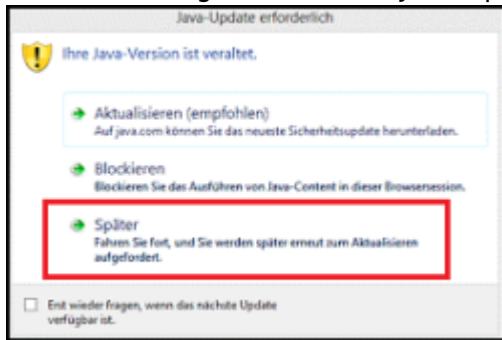 Java-Update erforderlich
Ihre Java-Version ist veraltet.
Aktualisieren (empfohlen)
Auf java.com können Sie das neueste Sicherheitsupdate herunterladen.
Blockieren
Blockieren Sie das Ausführen von Java-Content in dieser Browsersession.
Später
Fahren Sie fort, und Sie werden später erneut zum Aktualisieren
aufgefordert.
Erst wieder fragen, wenn das nächste Update
verfügbar ist.